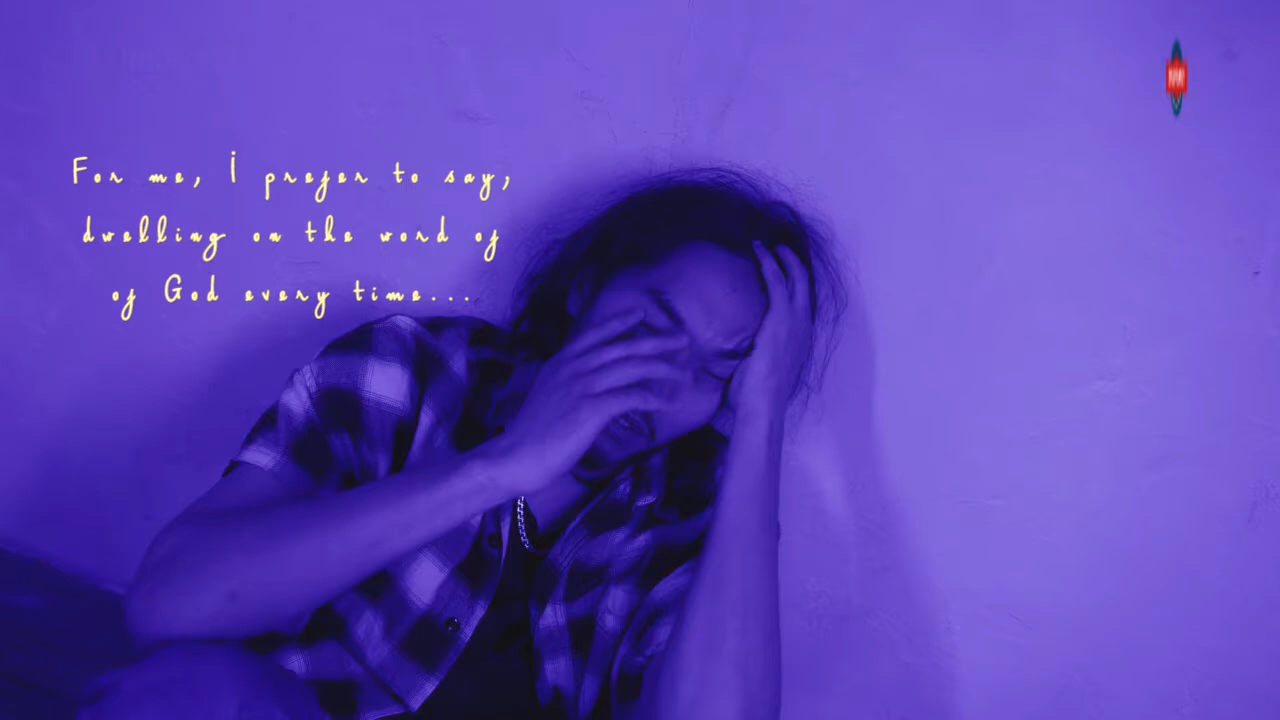 For me, I prefer to say,
dwelling on the word of
of God every time...